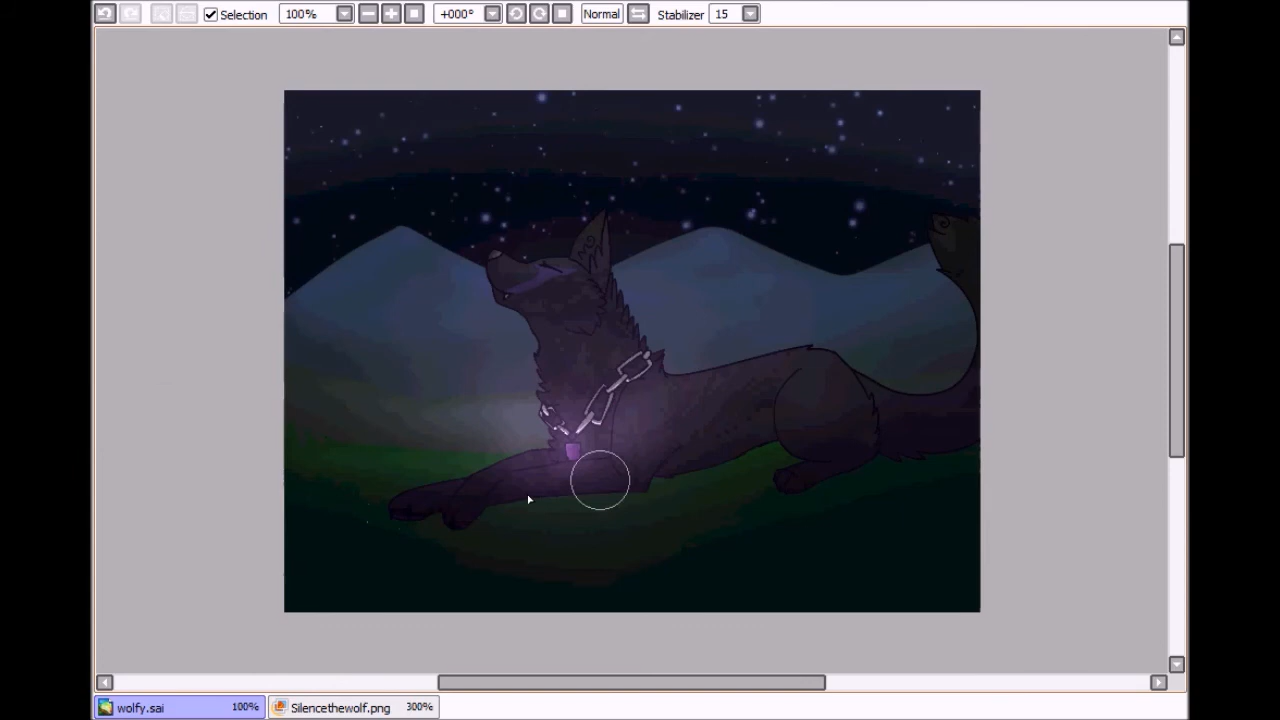 Selection 100% +000° Normal Stabilizer 15
wolfy.sai 100% Silencethewolf.png 300%